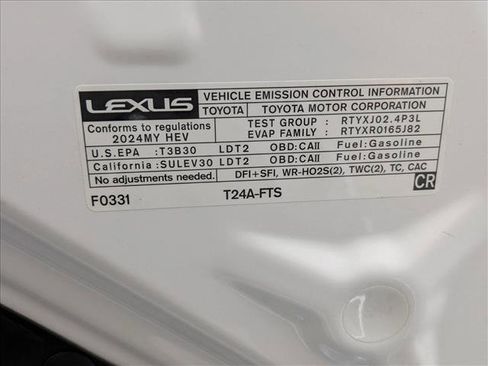 LEXUS VEHICLE EMISSION CONTROL INFORMATION
TOYOTA TOYOTA MOTOR CORPORATION
Conforms to regulations TEST GROUP : RTYXJ02.4P3L
2024MY HEV EVAP FAMILY : RTYXR0165J82
U.S.EPA :T3B30 LDT2 OBD:CAII Fuel:Gasoline
California :SULEV30 LDT2 OBD:CAII Fuel:Gasoline
No adjustments needed. DFI+SFI, WR-HO2S(2), TWC(2), TC, CAC
F0331 T24A-FTS CR